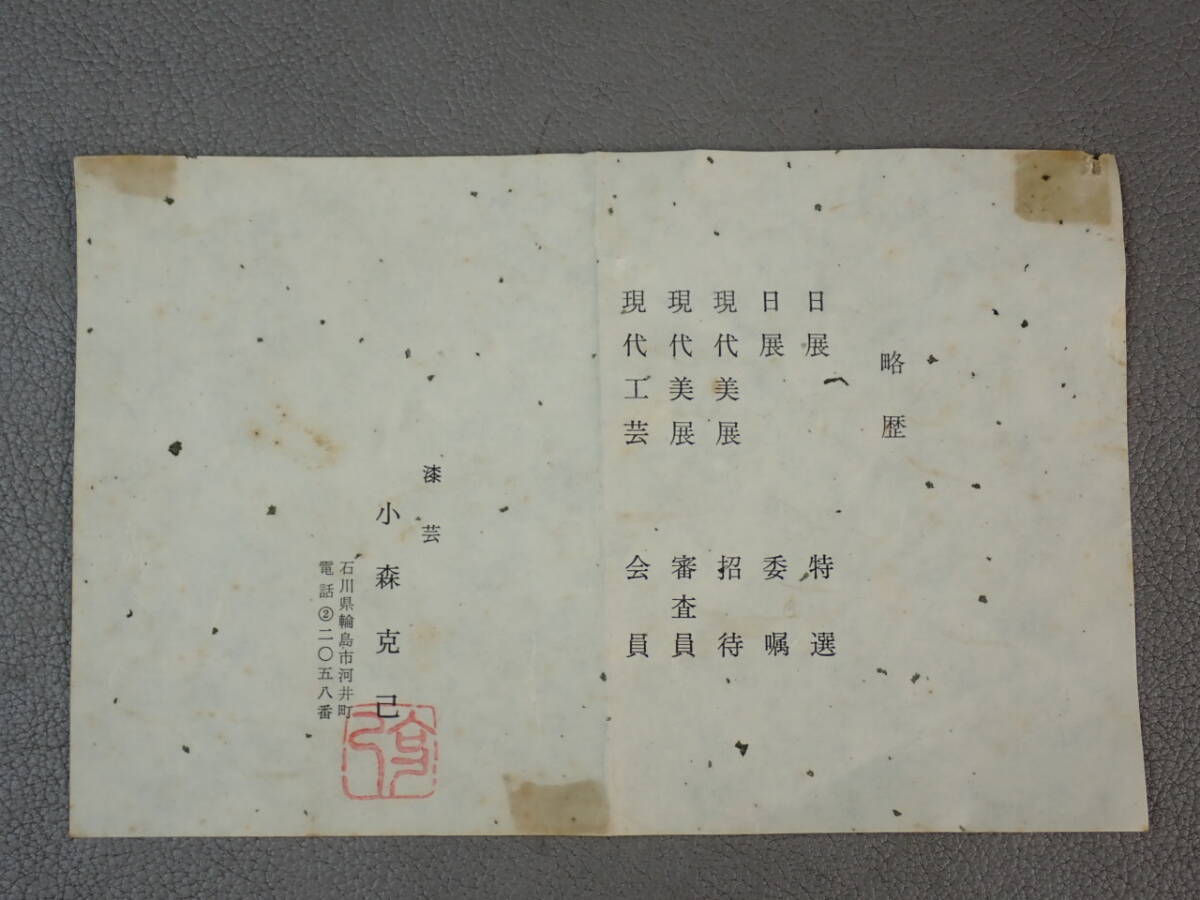 略歴
日展 特選
日展 委嘱
現代美展 招待
現代美展 審査員
現代工芸 会員
漆芸
小森克己
石川県輪島市河井町
電話②二〇五八番